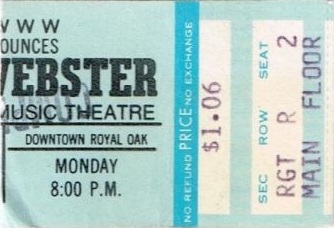 WWW
OUNCES
WEBSTER
MUSIC THEATRE
DOWNTOWN ROYAL OAK
MONDAY
8:00 P.M.
NO REFUND PRICE NO EXCHANGE
$1.06
SEC ROW SEAT
RGT R 2
MAIN FLOOR